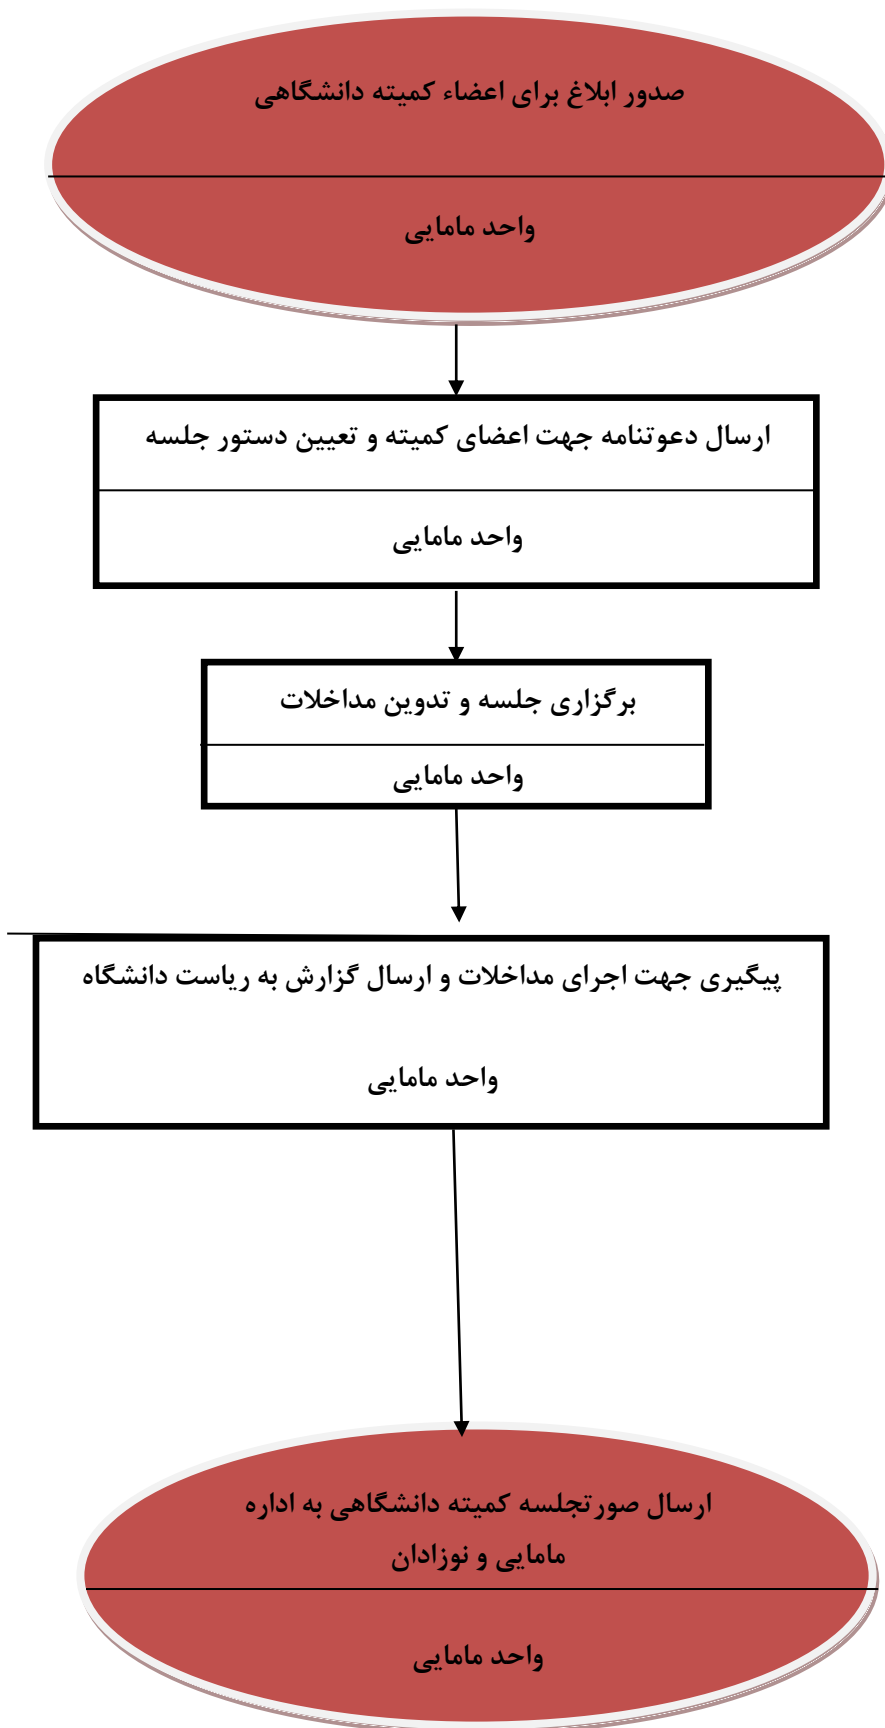 صدور ابلاغ برای اعضاء کمیته دانشگاهی
واحد مامایی
ارسال دعوتنامه جهت اعضای کمیته و تعیین دستور جلسه
واحد مامایی
برگزاری جلسه و تدوین مداخلات
واحد مامایی
پیگیری جهت اجرای مداخلات و ارسال گزارش به ریاست دانشگاه
واحد مامایی
ارسال صورتجلسه کمیته دانشگاهی به اداره
مامایی و نوزادان
واحد مامایی